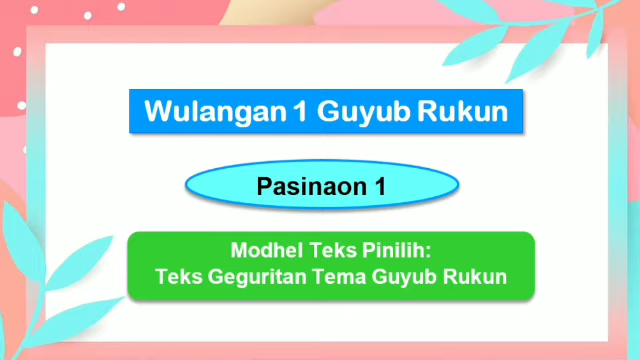 Wulangan 1 Guyub Rukun
Pasinaon 1
Modhel Teks Pinilih:
Teks Geguritan Tema Guyub Rukun